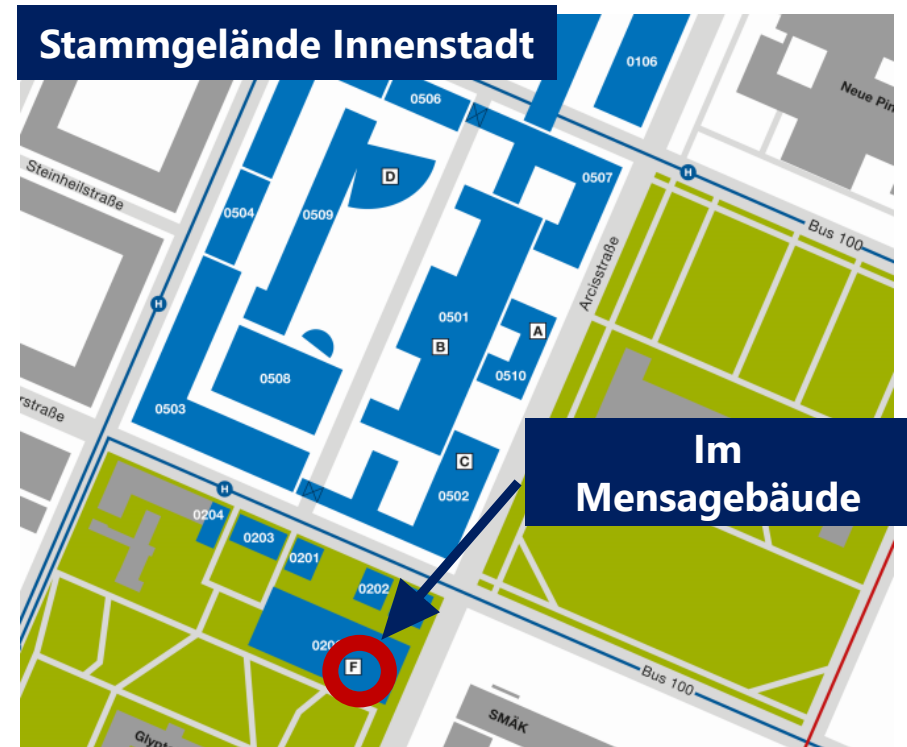 Stammgelände Innenstadt
0106
Neue Pin
0506
D
0507
Steinheilstraße
0504
0509
H
Bus 100
Arcisstraße
H
0501
A
B
0510
0508
rstraße
0503
Im
Mensagebäude
C
0502
H
0204
0203
0201
0202
020
F
Bus 100
SMÄK
Glypt